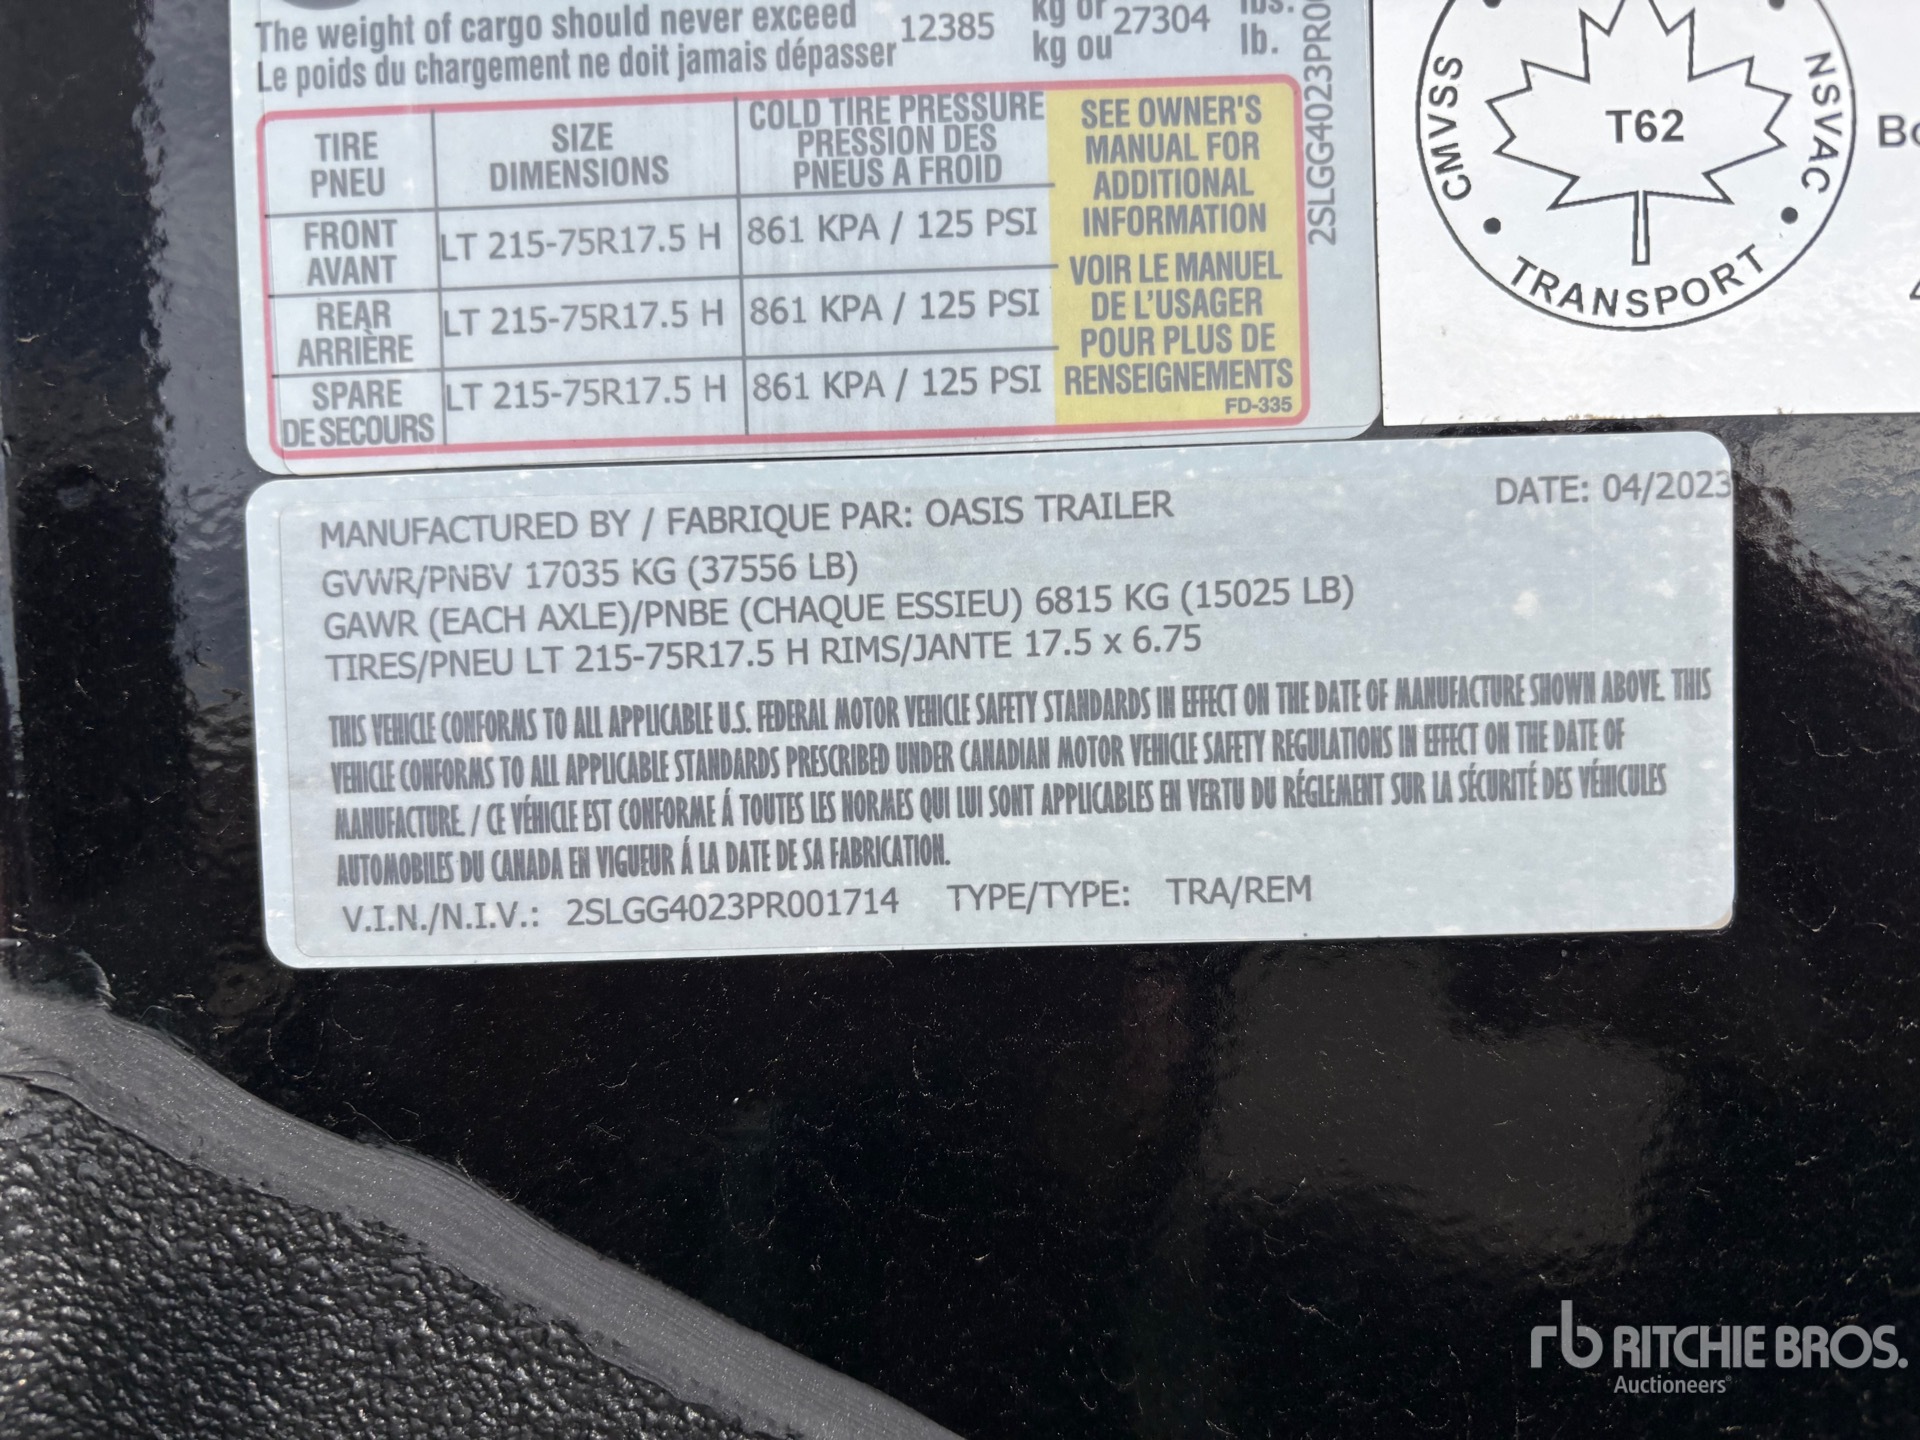 The weight of cargo should never exceed 12385 kg or 27304 lbs.
Le poids du chargement ne doit jamais dépasser kg ou lb.
TIRE PNEU
SIZE DIMENSIONS
COLD TIRE PRESSURE PRESSION DES PNEUS A FROID
FRONT AVANT LT 215-75R17.5 H 861 KPA / 125 PSI
REAR ARRIÈRE LT 215-75R17.5 H 861 KPA / 125 PSI
SPARE DE SECOURS LT 215-75R17.5 H 861 KPA / 125 PSI
SEE OWNER'S
MANUAL FOR
ADDITIONAL
INFORMATION
VOIR LE MANUEL
DE L'USAGER
POUR PLUS DE
RENSEIGNEMENTS
FD-335
2SLGG4023PR0
CMVSS NSVAC
T62
TRANSPORT
MANUFACTURED BY / FABRIQUE PAR: OASIS TRAILER DATE: 04/2023
GVWR/PNBV 17035 KG (37556 LB)
GAWR (EACH AXLE)/PNBE (CHAQUE ESSIEU) 6815 KG (15025 LB)
TIRES/PNEU LT 215-75R17.5 H RIMS/JANTE 17.5 x 6.75
THIS VEHICLE CONFORMS TO ALL APPLICABLE U.S. FEDERAL MOTOR VEHICLE SAFETY STANDARDS IN EFFECT ON THE DATE OF MANUFACTURE SHOWN ABOVE. THIS
VEHICLE CONFORMS TO ALL APPLICABLE STANDARDS PRESCRIBED UNDER CANADIAN MOTOR VEHICLE SAFETY REGULATIONS IN EFFECT ON THE DATE OF
MANUFACTURE. / CE VÉHICLE EST CONFORME Á TOUTES LES NORMES QUI LUI SONT APPLICABLES EN VERTU DU RÉGLEMENT SUR LA SÉCURITÉ DES VÉHICULES
AUTOMOBILES DU CANADA EN VIGUEUR Á LA DATE DE SA FABRICATION.
V.I.N./N.I.V.: 2SLGG4023PR001714 TYPE/TYPE: TRA/REM
rb RITCHIE BROS.
Auctioneers